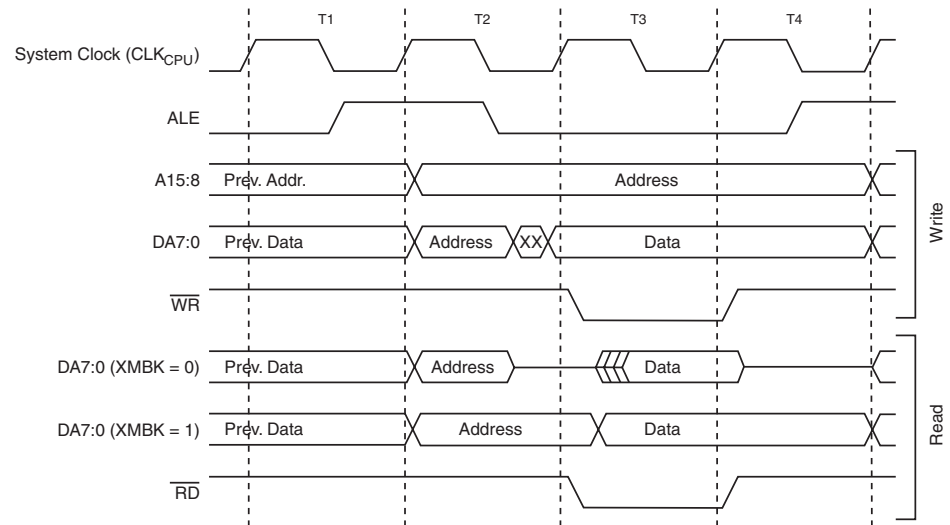 T1 T2 T3 T4
System Clock (CLKCPU)
ALE
A15:8 Prev. Addr. Address
DA7:0 Prev. Data Address XX Data
WR
Write
DA7:0 (XMBK = 0) Prev. Data Address Data
DA7:0 (XMBK = 1) Prev. Data Address Data
RD
Read